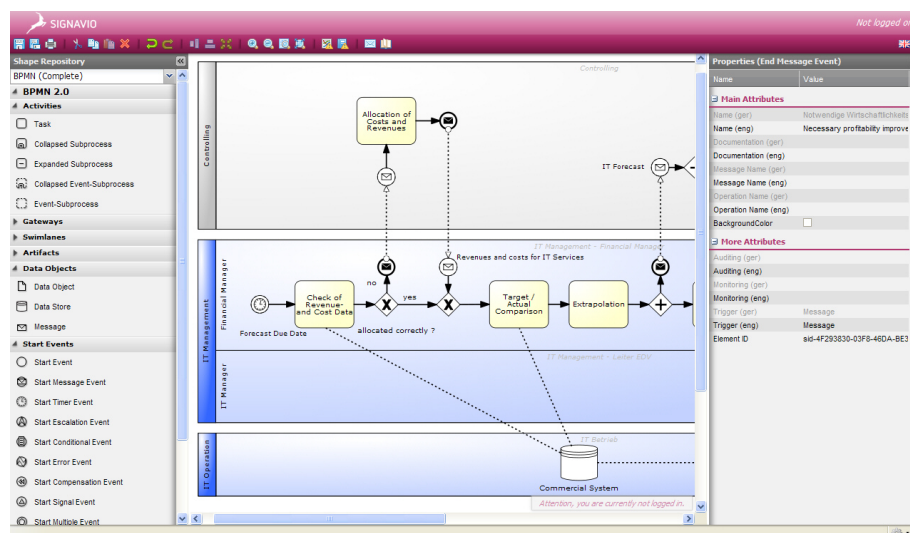 SIGNAVIO
Not logged on
Shape Repository
BPMN (Complete)
BPMN 2.0
Activities
Task
Collapsed Subprocess
Expanded Subprocess
Collapsed Event-Subprocess
Event-Subprocess
Gateways
Swimlanes
Artifacts
Data Objects
Data Object
Data Store
Message
Start Events
Start Event
Start Message Event
Start Timer Event
Start Escalation Event
Start Conditional Event
Start Error Event
Start Compensation Event
Start Signal Event
Start Multiple Event
Controlling
Controlling
Allocation of
Costs and
Revenues
IT Forecast
IT Management - Financial Manager
Revenues and costs for IT Services
IT Management
Financial Manager
no
yes
Check of
Revenue-
and Cost Data
Target /
Actual
Comparison
Extrapolation
Forecast Due Date
allocated correctly ?
IT Management - Leiter EDV
IT Manager
IT Betrieb
IT Operation
Commercial System
Attention, you are currently not logged in.
Properties (End Message Event)
Name Value
Main Attributes
Name (ger) Notwendige Wirtschaftlichkeits
Name (eng) Necessary profitability improve
Documentation (ger)
Documentation (eng)
Message Name (ger)
Message Name (eng)
Operation Name (ger)
Operation Name (eng)
BackgroundColor
More Attributes
Auditing (ger)
Auditing (eng)
Monitoring (ger)
Monitoring (eng)
Trigger (ger) Message
Trigger (eng) Message
Element ID sid-4F293830-03F8-46DA-BE3